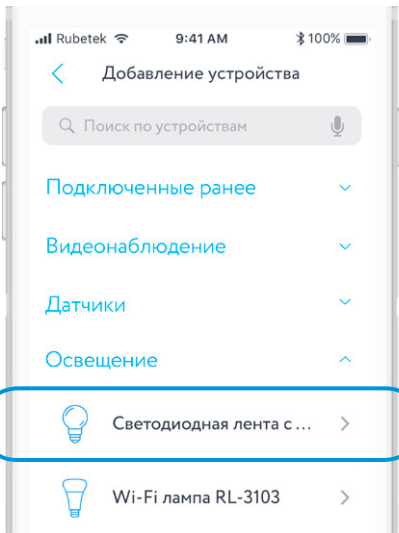 Rubetek 9:41 AM 100%
Добавление устройства
Поиск по устройствам
Подключенные ранее
Видеонаблюдение
Датчики
Освещение
Светодиодная лента с ...
Wi-Fi лампа RL-3103